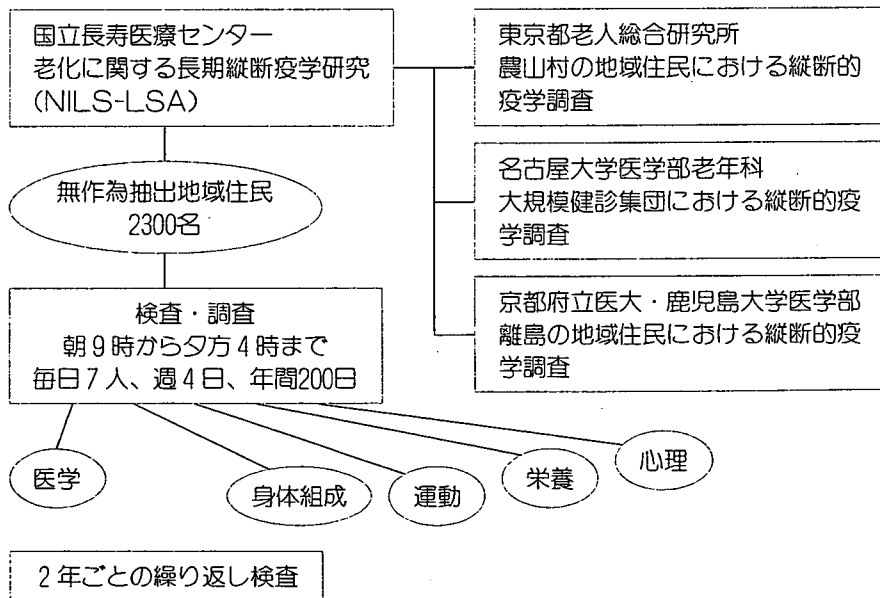 国立長寿医療センター
老化に関する長期縦断疫学研究
(NILS-LSA)
東京都老人総合研究所
農山村の地域住民における縦断的
疫学調査
無作為抽出地域住民
2300名
名古屋大学医学部老年科
大規模健診集団における縦断的疫
学調査
検査・調査
朝9時から夕方4時まで
毎日7人、週4日、年間200日
京都府立医大・鹿児島大学医学部
離島の地域住民における縦断的疫
学調査
医学
身体組成
運動
栄養
心理
2年ごとの繰り返し検査